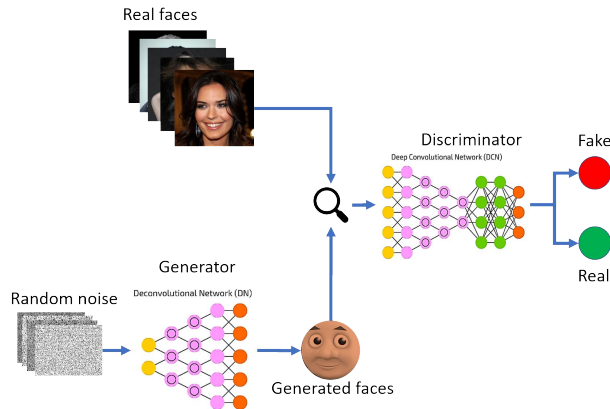 Real faces
Discriminator
Fake
Deep Convolutional Network (DCN)
Generator
Real
Deconvolutional Network (DN)
Random noise
Generated faces